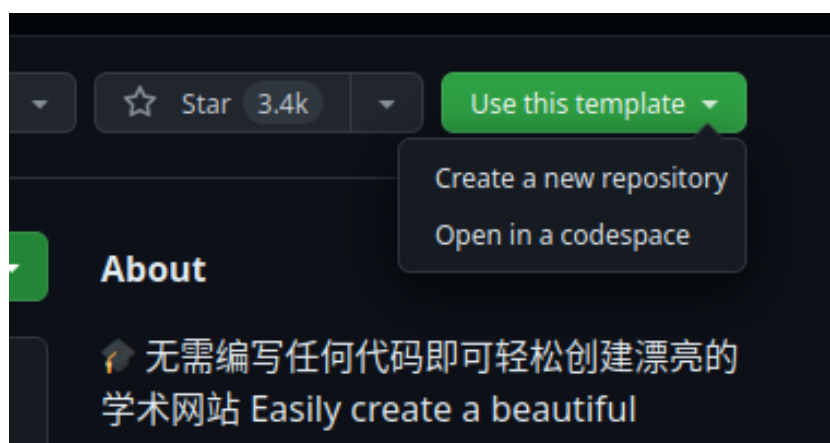 Star 3.4k
Use this template
Create a new repository
Open in a codespace
About
🎓 无需编写任何代码即可轻松创建漂亮的
学术网站 Easily create a beautiful